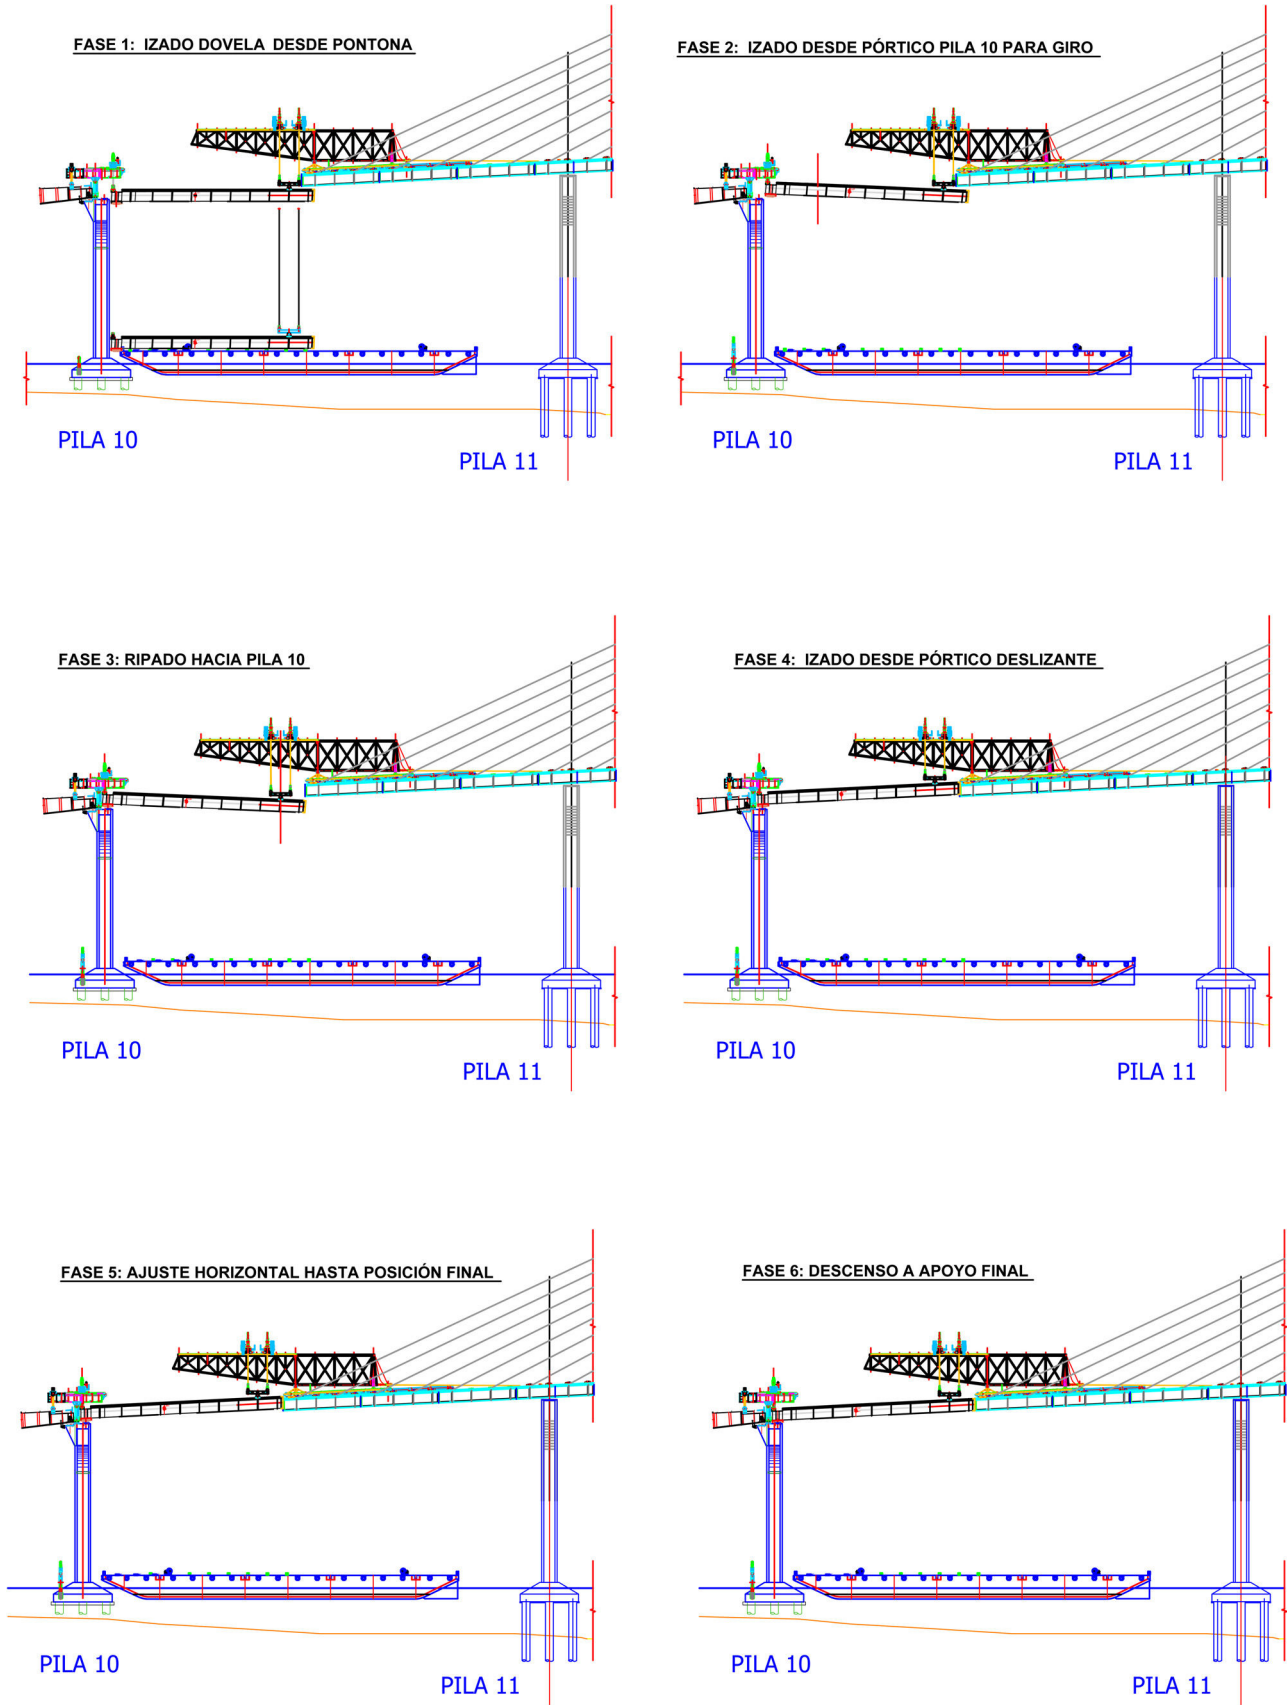 FASE 1: IZADO DOVELA DESDE PONTONA
FASE 2: IZADO DESDE PÓRTICO PILA 10 PARA GIRO
PILA 10
PILA 11
PILA 10
PILA 11
FASE 3: RIPADO HACIA PILA 10
FASE 4: IZADO DESDE PÓRTICO DESLIZANTE
PILA 10
PILA 11
PILA 10
PILA 11
FASE 5: AJUSTE HORIZONTAL HASTA POSICIÓN FINAL
FASE 6: DESCENSO A APOYO FINAL
PILA 10
PILA 11
PILA 10
PILA 11